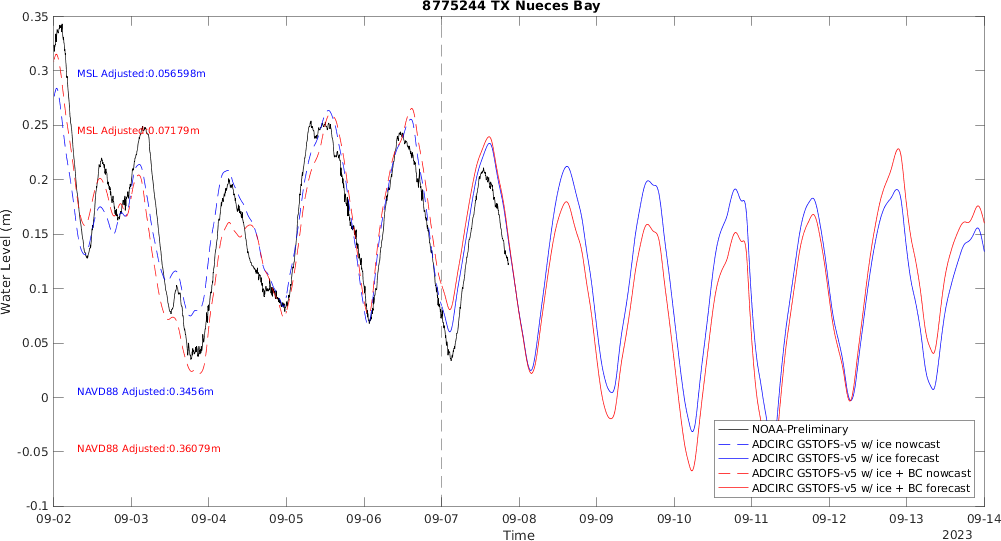 8775244 TX Nueces Bay
Water Level (m)
0.35
0.3
0.25
0.2
0.15
0.1
0.05
0
-0.05
-0.1
MSL Adjusted:0.056598m
MSL Adjusted:0.07179m
NAVD88 Adjusted:0.3456m
NAVD88 Adjusted:0.36079m
NOAA-Preliminary
ADCIRC GSTOFS-v5 w/ ice nowcast
ADCIRC GSTOFS-v5 w/ ice forecast
ADCIRC GSTOFS-v5 w/ ice + BC nowcast
ADCIRC GSTOFS-v5 w/ ice + BC forecast
09-02 09-03 09-04 09-05 09-06 09-07 09-08 09-09 09-10 09-11 09-12 09-13 09-14
Time
2023